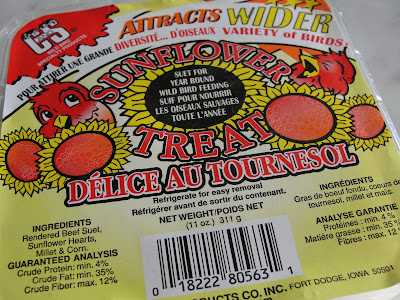 CS
SPECIALTY PRODUCTS
ATTRACTS WIDER
VARIETY of BIRDS!
POUR ATTIRER UNE GRANDE DIVERSITÉ... D'OISEAUX
SUNFLOWER
SUET FOR
YEAR ROUND
WILD BIRD FEEDING
SUIF POUR NOURRIR
LES OISEAUX SAUVAGES
TOUTE L'ANNÉE
TREAT
DÉLICE AU TOURNESOL
Refrigerate for easy removal
Réfrigérer avant de sortir du contenant.
NET WEIGHT/POIDS NET
(11 oz.) 311 g
INGREDIENTS
Rendered Beef Suet,
Sunflower Hearts,
Millet & Corn.
GUARANTEED ANALYSIS
Crude Protein: min. 4%
Crude Fat: min. 35%
Crude Fiber: max. 12%
INGRÉDIENTS
Gras de boeuf fondu, coeurs de
tournesol, millet et maïs.
ANALYSE GARANTIE
Protéines : min. 4 %
Matière grasse : min. 35 %
Fibres : max. 12
0 18222 80563 1
PRODUCTS CO. INC. FORT DODGE, IOWA 50501